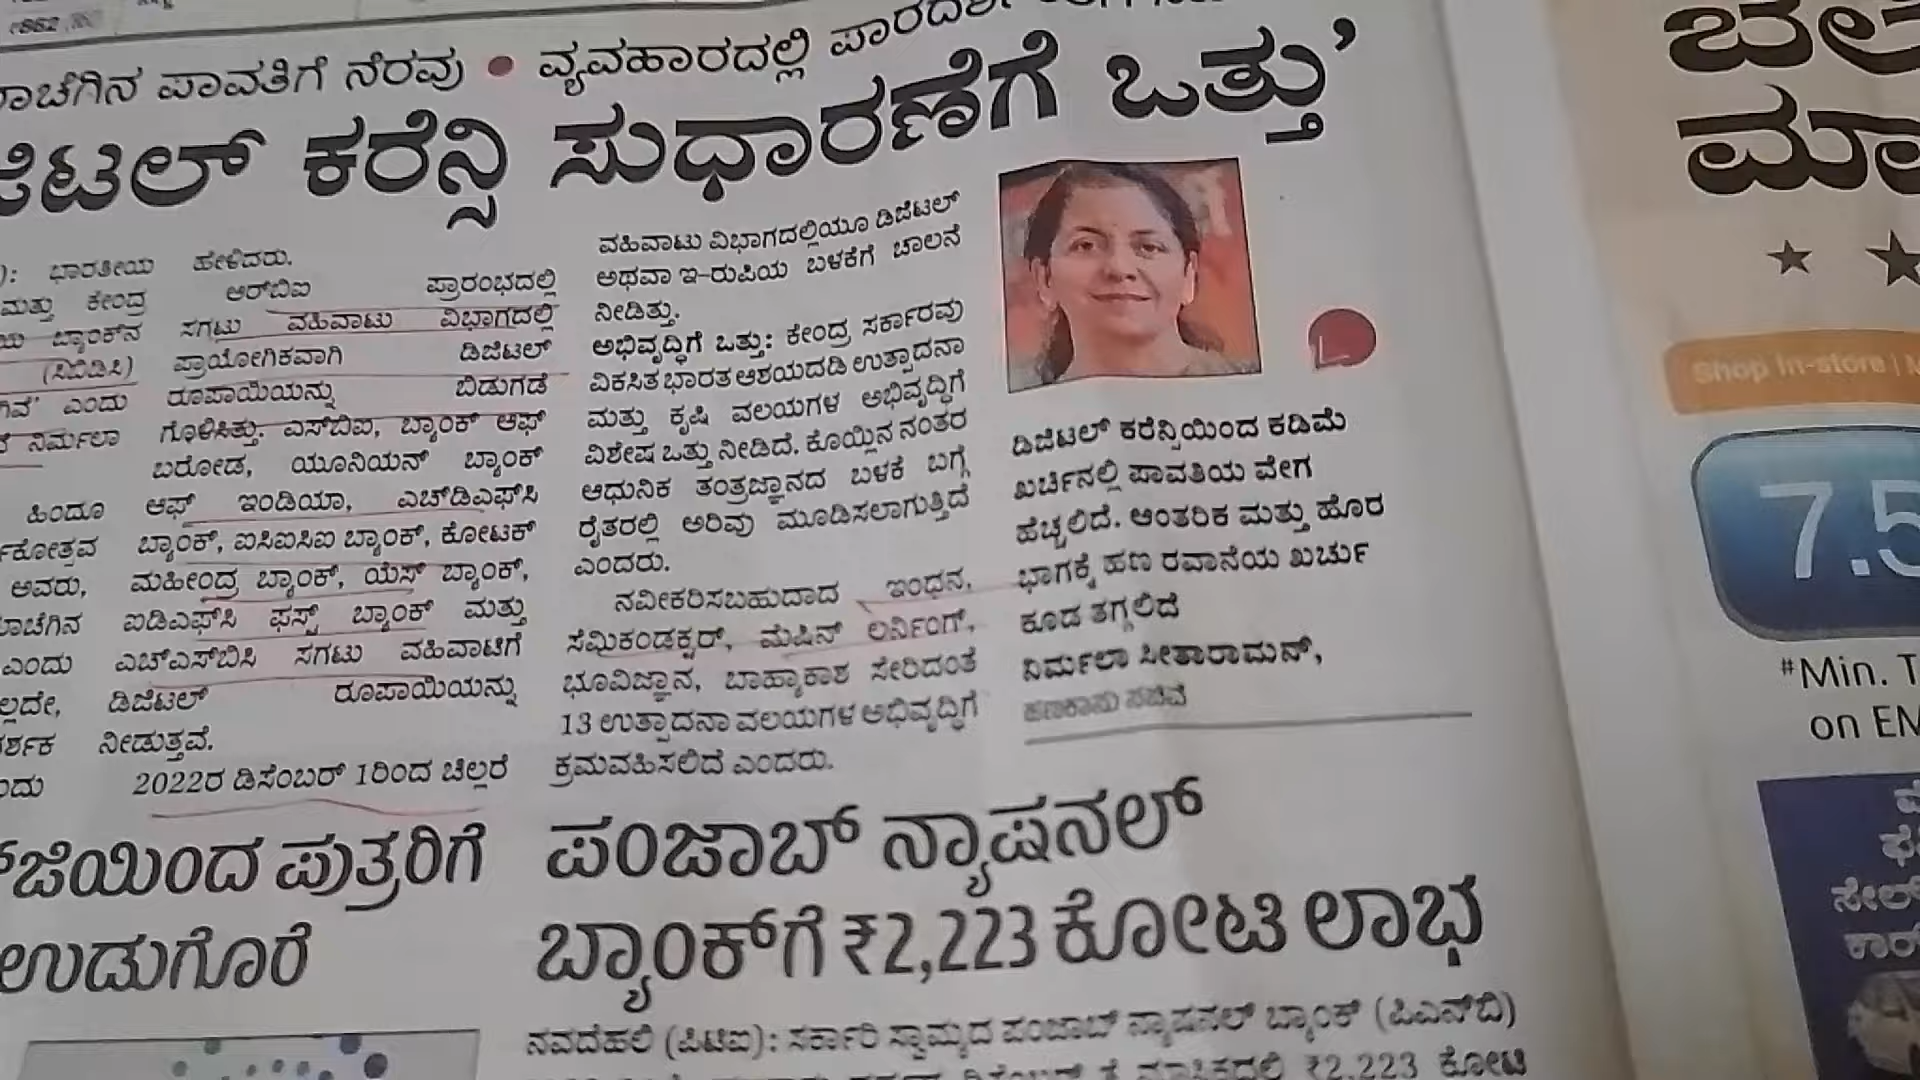 ಪಾವತಿಗೆ ನೆರವು • ವ್ಯವಹಾರದಲ್ಲಿ
ಕರೆನ್ಸಿ ಸುಧಾರಣೆಗೆ ಒತ್ತು'
ಭಾರತೀಯ
ಮತ್ತು ಕೇಂದ್ರ
ಬ್ಯಾಂಕ್‌ನ
(ಸಿಬಿಡಿಸಿ)
ಎಂದು
ನಿರ್ಮಲಾ
ಹಿಂದೂ
ಅವರು,
ಎಂದು
ಹೇಳಿದರು.
ಆರ್‌ಬಿಐ ಪ್ರಾರಂಭದಲ್ಲಿ
ಸಗಟು ವಹಿವಾಟು ವಿಭಾಗದಲ್ಲಿ
ಪ್ರಾಯೋಗಿಕವಾಗಿ ಡಿಜಿಟಲ್
ರೂಪಾಯಿಯನ್ನು ಬಿಡುಗಡೆ
ಗೊಳಿಸಿತ್ತು. ಎಸ್‌ಬಿಐ, ಬ್ಯಾಂಕ್ ಆಫ್
ಬರೋಡ, ಯೂನಿಯನ್ ಬ್ಯಾಂಕ್
ಆಫ್ ಇಂಡಿಯಾ, ಎಚ್‌ಡಿಎಫ್‌ಸಿ
ಬ್ಯಾಂಕ್, ಐಸಿಐಸಿಐ ಬ್ಯಾಂಕ್, ಕೋಟಕ್
ಮಹೀಂದ್ರ ಬ್ಯಾಂಕ್, ಯೆಸ್ ಬ್ಯಾಂಕ್,
ಐಡಿಎಫ್‌ಸಿ ಫಸ್ಟ್ ಬ್ಯಾಂಕ್ ಮತ್ತು
ಎಚ್‌ಎಸ್‌ಬಿಸಿ ಸಗಟು ವಹಿವಾಟಿಗೆ
ಡಿಜಿಟಲ್ ರೂಪಾಯಿಯನ್ನು
ನೀಡುತ್ತವೆ.
2022ರ ಡಿಸೆಂಬರ್ 1ರಿಂದ ಚಿಲ್ಲರೆ
ವಹಿವಾಟು ವಿಭಾಗದಲ್ಲಿಯೂ ಡಿಜಿಟಲ್
ಅಥವಾ ಇ-ರುಪಿಯ ಬಳಕೆಗೆ ಚಾಲನೆ
ನೀಡಿತ್ತು.
ಅಭಿವೃದ್ಧಿಗೆ ಒತ್ತು: ಕೇಂದ್ರ ಸರ್ಕಾರವು
ವಿಕಸಿತ ಭಾರತ ಆಶಯದಡಿ ಉತ್ಪಾದನಾ
ಮತ್ತು ಕೃಷಿ ವಲಯಗಳ ಅಭಿವೃದ್ಧಿಗೆ
ವಿಶೇಷ ಒತ್ತು ನೀಡಿದೆ. ಕೊಯ್ಲಿನ ನಂತರ
ಆಧುನಿಕ ತಂತ್ರಜ್ಞಾನದ ಬಳಕೆ ಬಗ್ಗೆ
ರೈತರಲ್ಲಿ ಅರಿವು ಮೂಡಿಸಲಾಗುತ್ತಿದೆ
ಎಂದರು.
ನವೀಕರಿಸಬಹುದಾದ ಇಂಧನ,
ಸೆಮಿಕಂಡಕ್ಟರ್, ಮೆಷಿನ್ ಲರ್ನಿಂಗ್,
ಭೂವಿಜ್ಞಾನ, ಬಾಹ್ಯಾಕಾಶ ಸೇರಿದಂತೆ
13 ಉತ್ಪಾದನಾ ವಲಯಗಳ ಅಭಿವೃದ್ಧಿಗೆ
ಕ್ರಮವಹಿಸಲಿದೆ ಎಂದರು.
ಡಿಜಿಟಲ್ ಕರೆನ್ಸಿಯಿಂದ ಕಡಿಮೆ
ಖರ್ಚಿನಲ್ಲಿ ಪಾವತಿಯ ವೇಗ
ಹೆಚ್ಚಲಿದೆ. ಆಂತರಿಕ ಮತ್ತು ಹೊರ
ಭಾಗಕ್ಕೆ ಹಣ ರವಾನೆಯ ಖರ್ಚು
ಕೂಡ ತಗ್ಗಲಿದೆ
ನಿರ್ಮಲಾ ಸೀತಾರಾಮನ್,
ಹಣಕಾಸು ಸಚಿವೆ
ಪುತ್ರರಿಗೆ
ಉಡುಗೊರೆ
ಪಂಜಾಬ್ ನ್ಯಾಷನಲ್
ಬ್ಯಾಂಕ್‌ಗೆ ₹2,223 ಕೋಟಿ ಲಾಭ
ನವದೆಹಲಿ (ಪಿಟಿಐ): ಸರ್ಕಾರಿ ಸ್ವಾಮ್ಯದ ಪಂಜಾಬ್ ನ್ಯಾಷನಲ್ ಬ್ಯಾಂಕ್ (ಪಿಎನ್‌ಬಿ)
₹2,223 ಕೋಟಿ
Shop in-store |
7.5
#Min.
on EM